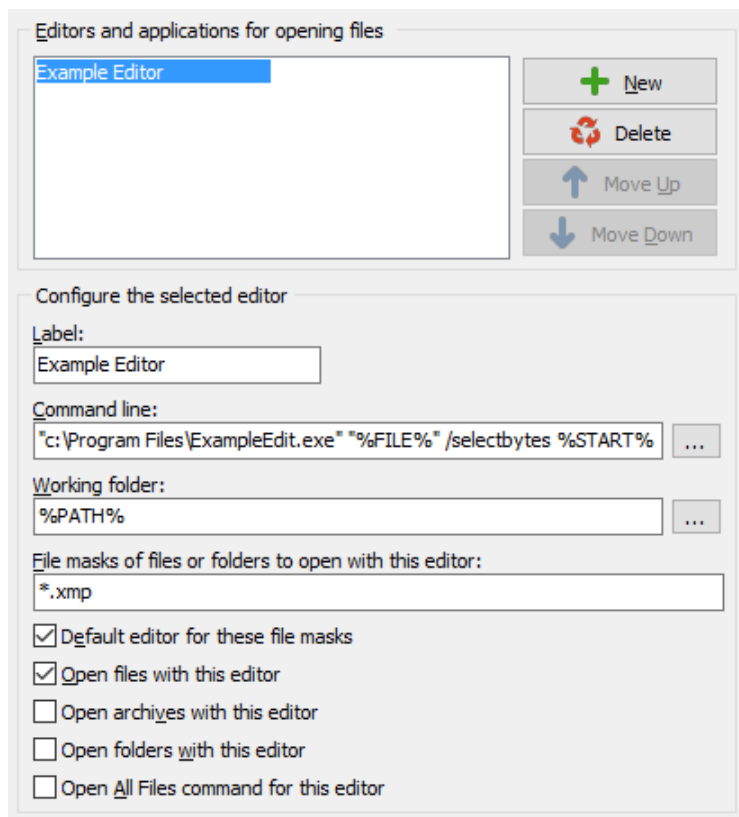 Editors and applications for opening files
Example Editor
New
Delete
Move Up
Move Down
Configure the selected editor
Label:
Example Editor
Command line:
"c:\Program Files\ExampleEdit.exe" "%FILE%" /selectbytes %START%
...
Working folder:
%PATH%
...
File masks of files or folders to open with this editor:
*.xmp
Default editor for these file masks
Open files with this editor
Open archives with this editor
Open folders with this editor
Open All Files command for this editor